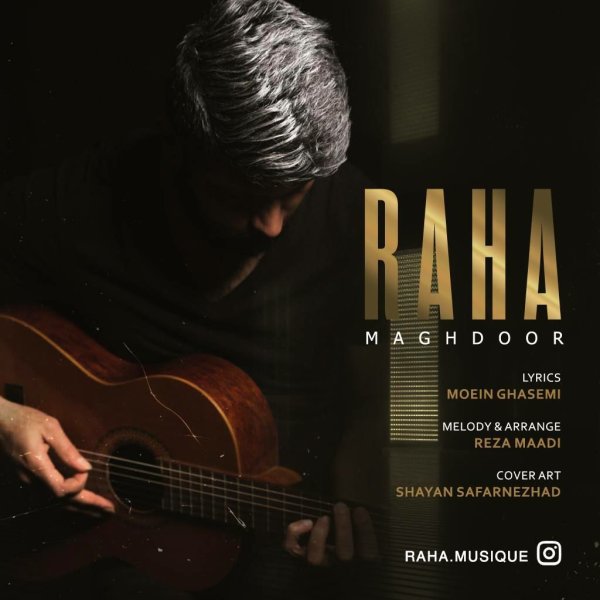 RAHA
MAGHDOOR
LYRICS
MOEIN GHASEMI
MELODY & ARRANGE
REZA MAADI
COVER ART
SHAYAN SAFARNEZHAD
RAHA.MUSIQUE